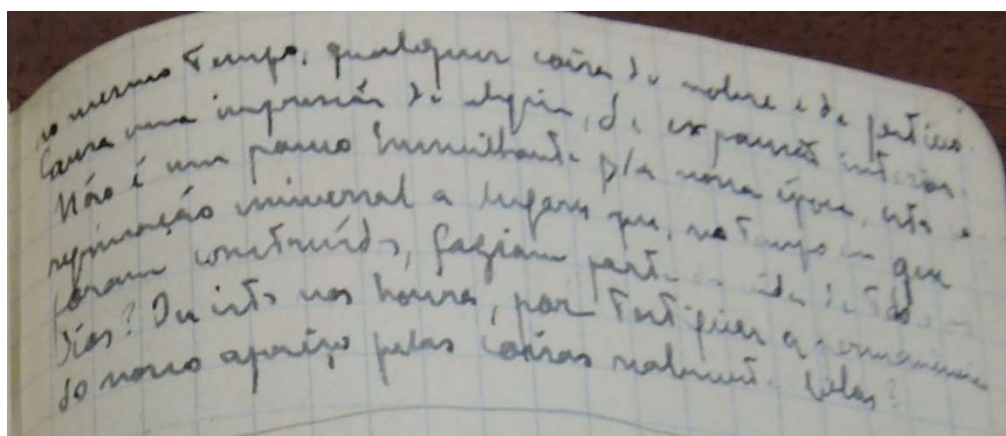 ao mesmo tempo, qualquer coisa de nobre e de festivo.
Causa uma impressão de alegria, de expansão interior.
Não é um pouco humilhante p/a nossa época, esta
universal a lugares que, no tempo em que
foram construídos, faziam parte da vida de todos os
dias? Ou isto nos honra, por testificar a permanência
do nosso apreço pelas coisas realmente belas?